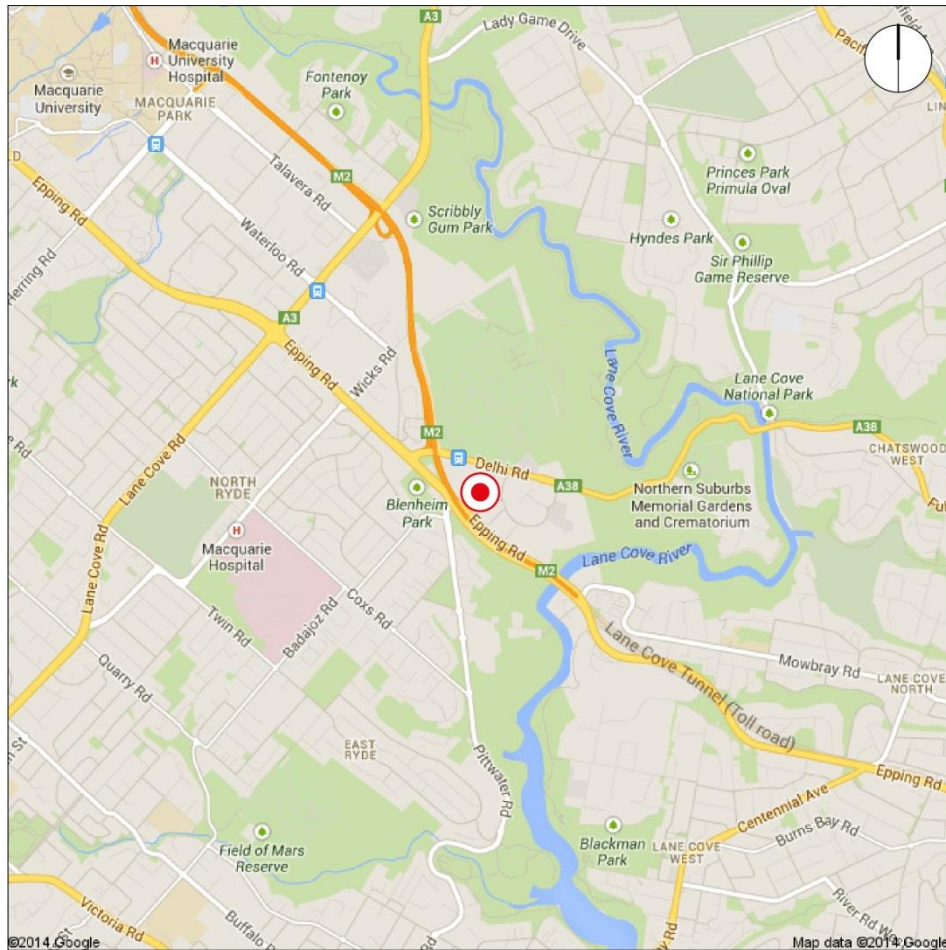 A3
Lady Game Drive
Pacific
LIN
H
Macquarie
University
Hospital
Macquarie
University
MACQUARIE
PARK
Fontenoy
Park
Talavera Rd
M2
Princes Park
Primula Oval
Epping Rd
Waterloo Rd
Scribbly
Gum Park
Hyndes Park
Sir Phillip
Game Reserve
Herring Rd
A3
Epping Rd
Wicks Rd
Lane Cove River
Lane Cove
National Park
M2
A38
CHATSWOOD
WEST
Lane Cove Rd
Delhi Rd
A38
NORTH
RYDE
Blenheim
Park
Northern Suburbs
Memorial Gardens
and Crematorium
H
Macquarie
Hospital
Epping Rd
Lane Cove River
M2
Lane Cove Rd
Twin Rd
Badajoz Rd
Coxs Rd
Lane Cove Tunnel (Toll road)
Mowbray Rd
LANE COVE
NORTH
Quarry Rd
EAST
RYDE
Pittwater Rd
Epping Rd
Centennial Ave
Burns Bay Rd
Field of Mars
Reserve
Blackman
Park
LANE COVE
WEST
Victoria Rd
Buffalo Rd
River Rd W
©2014 Google
Map data ©2014 Google